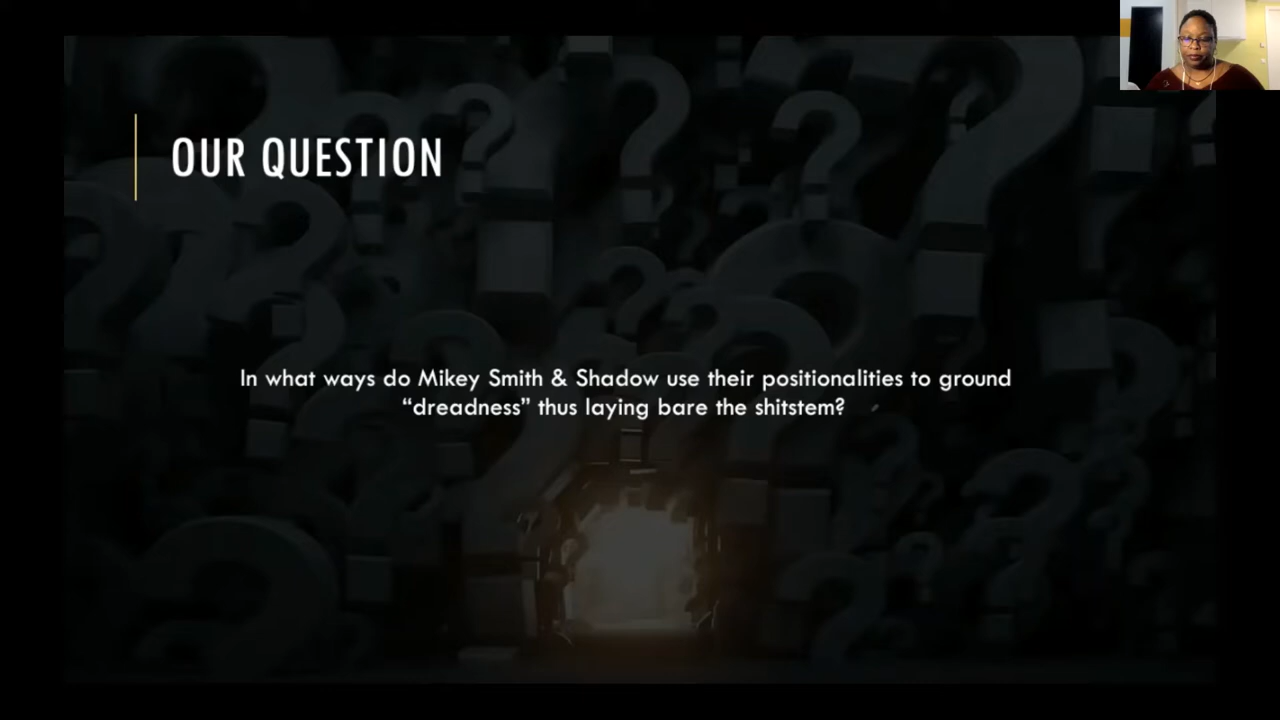 OUR QUESTION
In what ways do Mikey Smith & Shadow use their positionalities to ground
“dreadness” thus laying bare the shitstem?